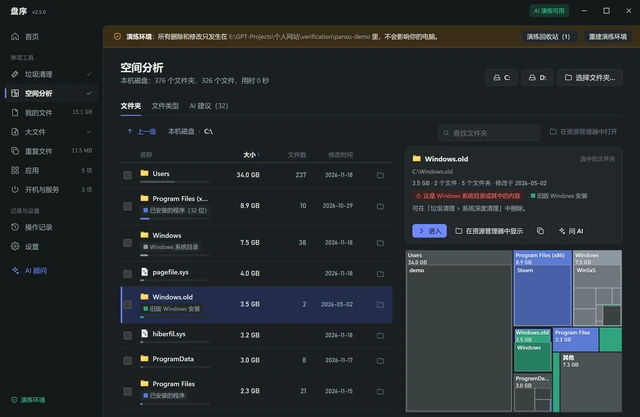 盘序 v2.5.0
AI 演练可用
首页
单项工具
垃圾清理
空间分析
我的文件 15.1 GB
大文件
重复文件 11.5 MB
应用 5 项
开机与服务 3 项
记录与设置
操作记录
设置
AI 顾问
演练环境
演练环境：所有删除和修改只发生在 E:\GPT-Projects\个人网站\verification\panxu-demo 里，不会影响你的电脑。
演练回收站（1）
重建演练环境
空间分析
本机磁盘：376 个文件夹，326 个文件，用时 0 秒
C:
D:
选择文件夹...
文件夹
文件类型
AI 建议（32）
上一级
本机磁盘 › C:\
查找文件夹
在资源管理器中打开
名称 大小 文件数 修改时间
Users 34.0 GB 237 2026-11-18
Program Files (x... 8.9 GB 10 2026-10-29
已安装的程序（32 位）
Windows 7.5 GB 38 2026-11-18
Windows 系统目录
pagefile.sys 4.0 GB 2026-11-18
Windows.old 3.5 GB 2 2026-05-02
旧版 Windows 安装
hiberfil.sys 3.2 GB 2026-11-18
ProgramData 3.0 GB 8 2026-11-17
Program Files 2.3 GB 21 2026-11-15
已安装的程序
Windows.old 选中的文件夹
C:\Windows.old
3.5 GB · 2 个文件 · 5 个文件夹 · 修改于 2026-05-02
这是 Windows 系统目录或其中的内容
旧版 Windows 安装
可在「垃圾清理 > 系统深度清理」中删除。
进入
在资源管理器中显示
问 AI
Users
34.0 GB
demo
Program Files (x86)
8.9 GB
Steam
Windows
7.5 GB
WinSxS
Windows.old
3.5 GB
Windows
Program Files
2.3 GB
其他
7.3 GB
ProgramDa...
3.0 GB